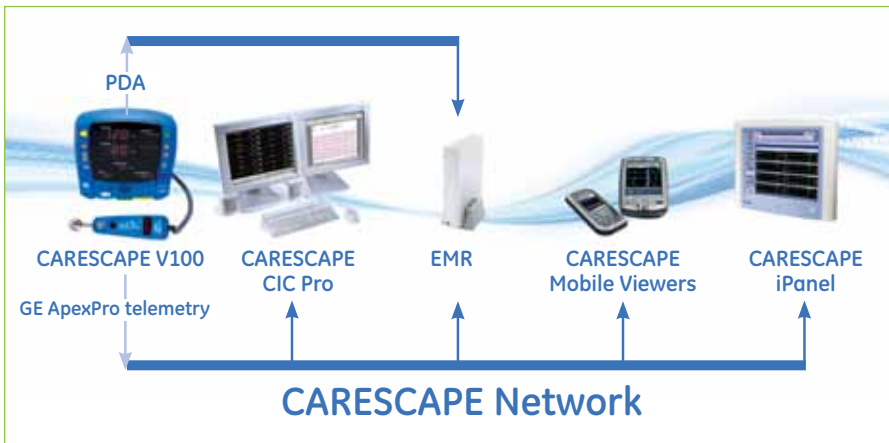 PDA
CARESCAPE V100
CARESCAPE
CIC Pro
EMR
CARESCAPE
Mobile Viewers
CARESCAPE
iPanel
GE ApexPro telemetry
CARESCAPE Network